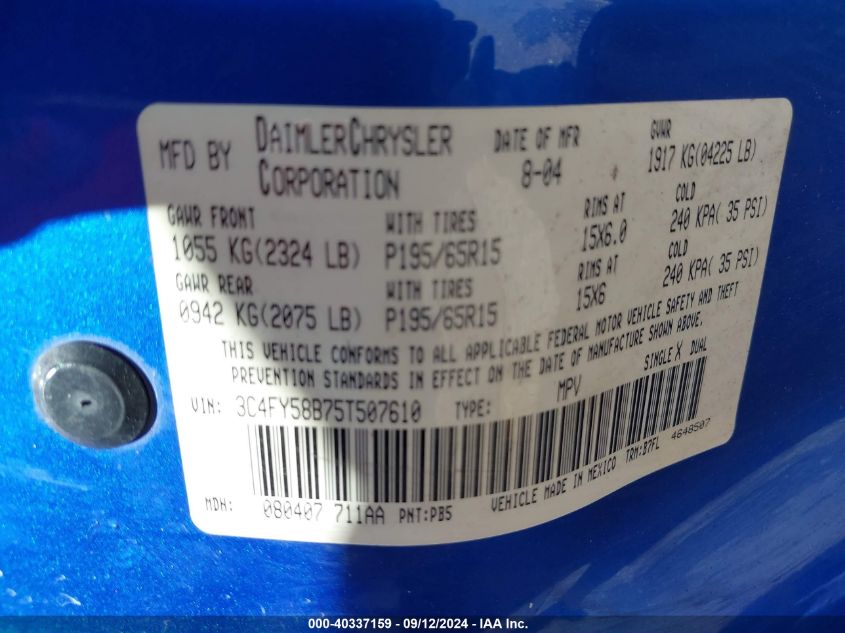 MFD BY DAIMLERCHRYSLER CORPORATION
DATE OF MFR 8-04
GVWR 1917 KG(04225 LB)
GAWR FRONT WITH TIRES RIMS AT COLD
1055 KG(2324 LB) P195/65R15 15X6.0 240 KPA( 35 PSI)
GAWR REAR WITH TIRES RIMS AT COLD
0942 KG(2075 LB) P195/65R15 15X6 240 KPA( 35 PSI)
THIS VEHICLE CONFORMS TO ALL APPLICABLE FEDERAL MOTOR VEHICLE SAFETY AND THEFT
PREVENTION STANDARDS IN EFFECT ON THE DATE OF MANUFACTURE SHOWN ABOVE.
VIN: 3C4FY58B75T507610 TYPE: MPV SINGLE X DUAL
MDH: 080407 711AA PNT:PB5 VEHICLE MADE IN MEXICO TRM:B7FL 4648507
000-40337159 - 09/12/2024 - IAA Inc.